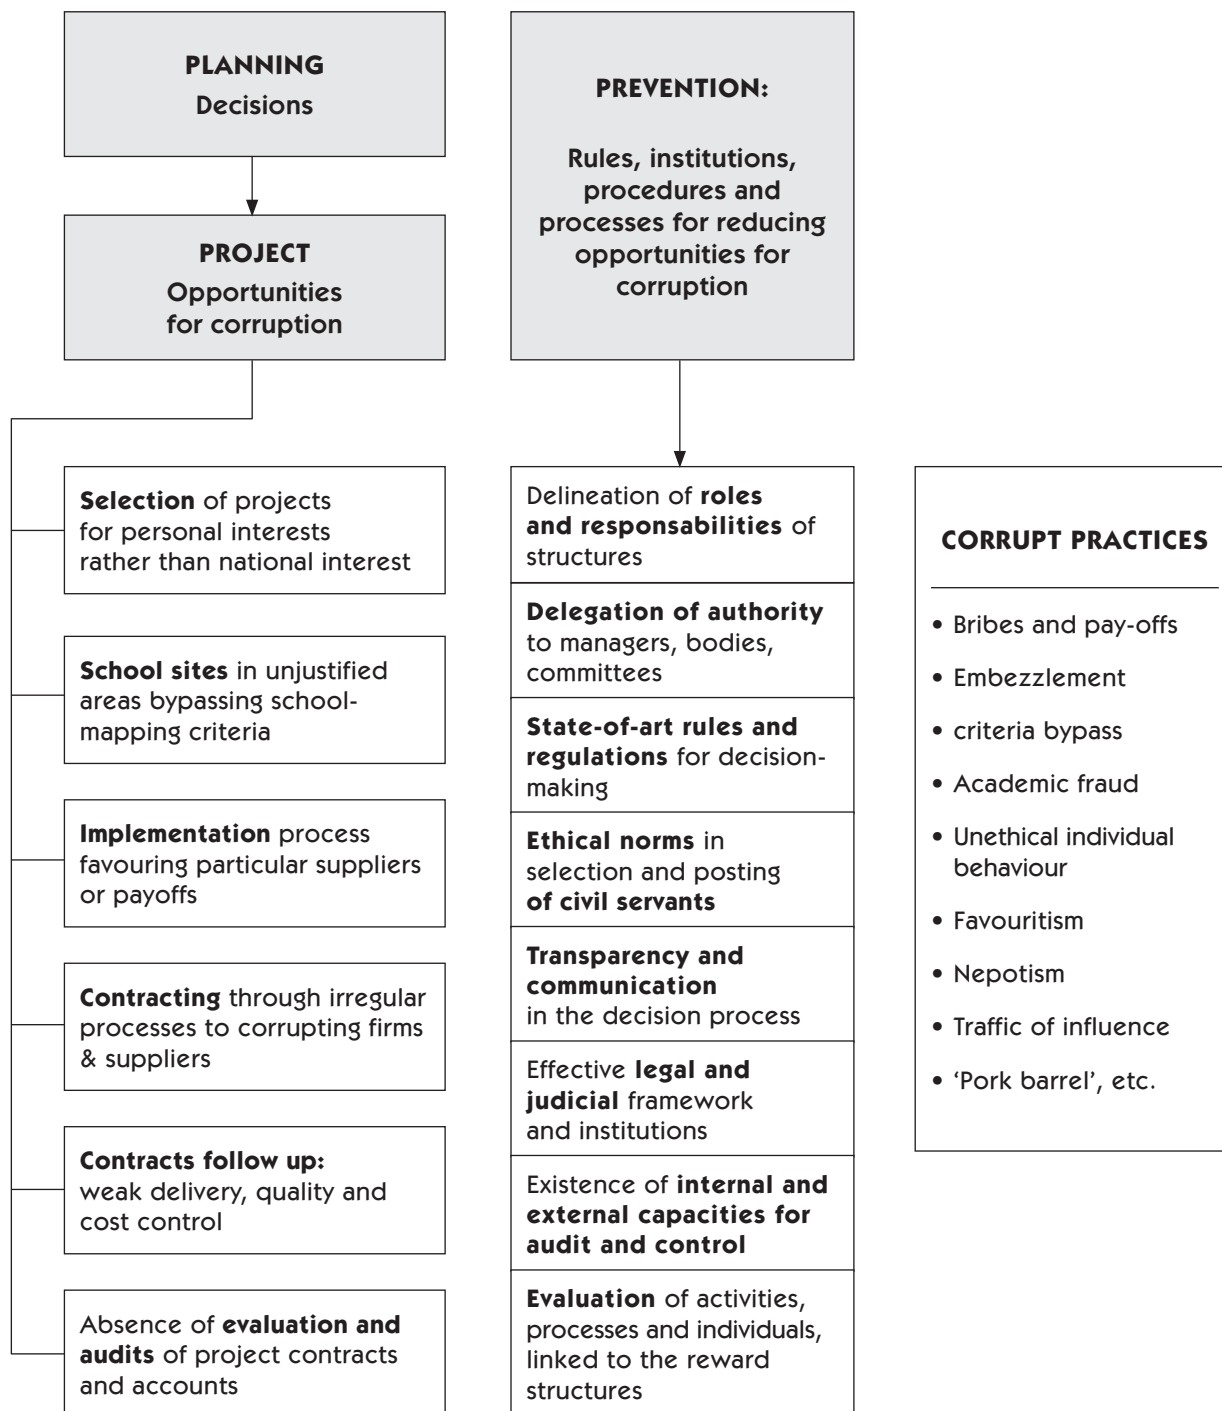 PLANNING
Decisions
PROJECT
Opportunities
for corruption
Selection of projects
for personal interests
rather than national interest
School sites in unjustified
areas bypassing school-
mapping criteria
Implementation process
favouring particular suppliers
or payoffs
Contracting through irregular
processes to corrupting firms
& suppliers
Contracts follow up:
weak delivery, quality and
cost control
Absence of evaluation and
audits of project contracts
and accounts
PREVENTION:
Rules, institutions,
procedures and
processes for reducing
opportunities for
corruption
Delineation of roles
and responsabilities of
structures
Delegation of authority
to managers, bodies,
committees
State-of-art rules and
regulations for decision-
making
Ethical norms in
selection and posting
of civil servants
Transparency and
communication
in the decision process
Effective legal and
judicial framework
and institutions
Existence of internal and
external capacities for
audit and control
Evaluation of activities,
processes and individuals,
linked to the reward
structures
CORRUPT PRACTICES
• Bribes and pay-offs
• Embezzlement
• criteria bypass
• Academic fraud
• Unethical individual
behaviour
• Favouritism
• Nepotism
• Traffic of influence
• ‘Pork barrel’, etc.